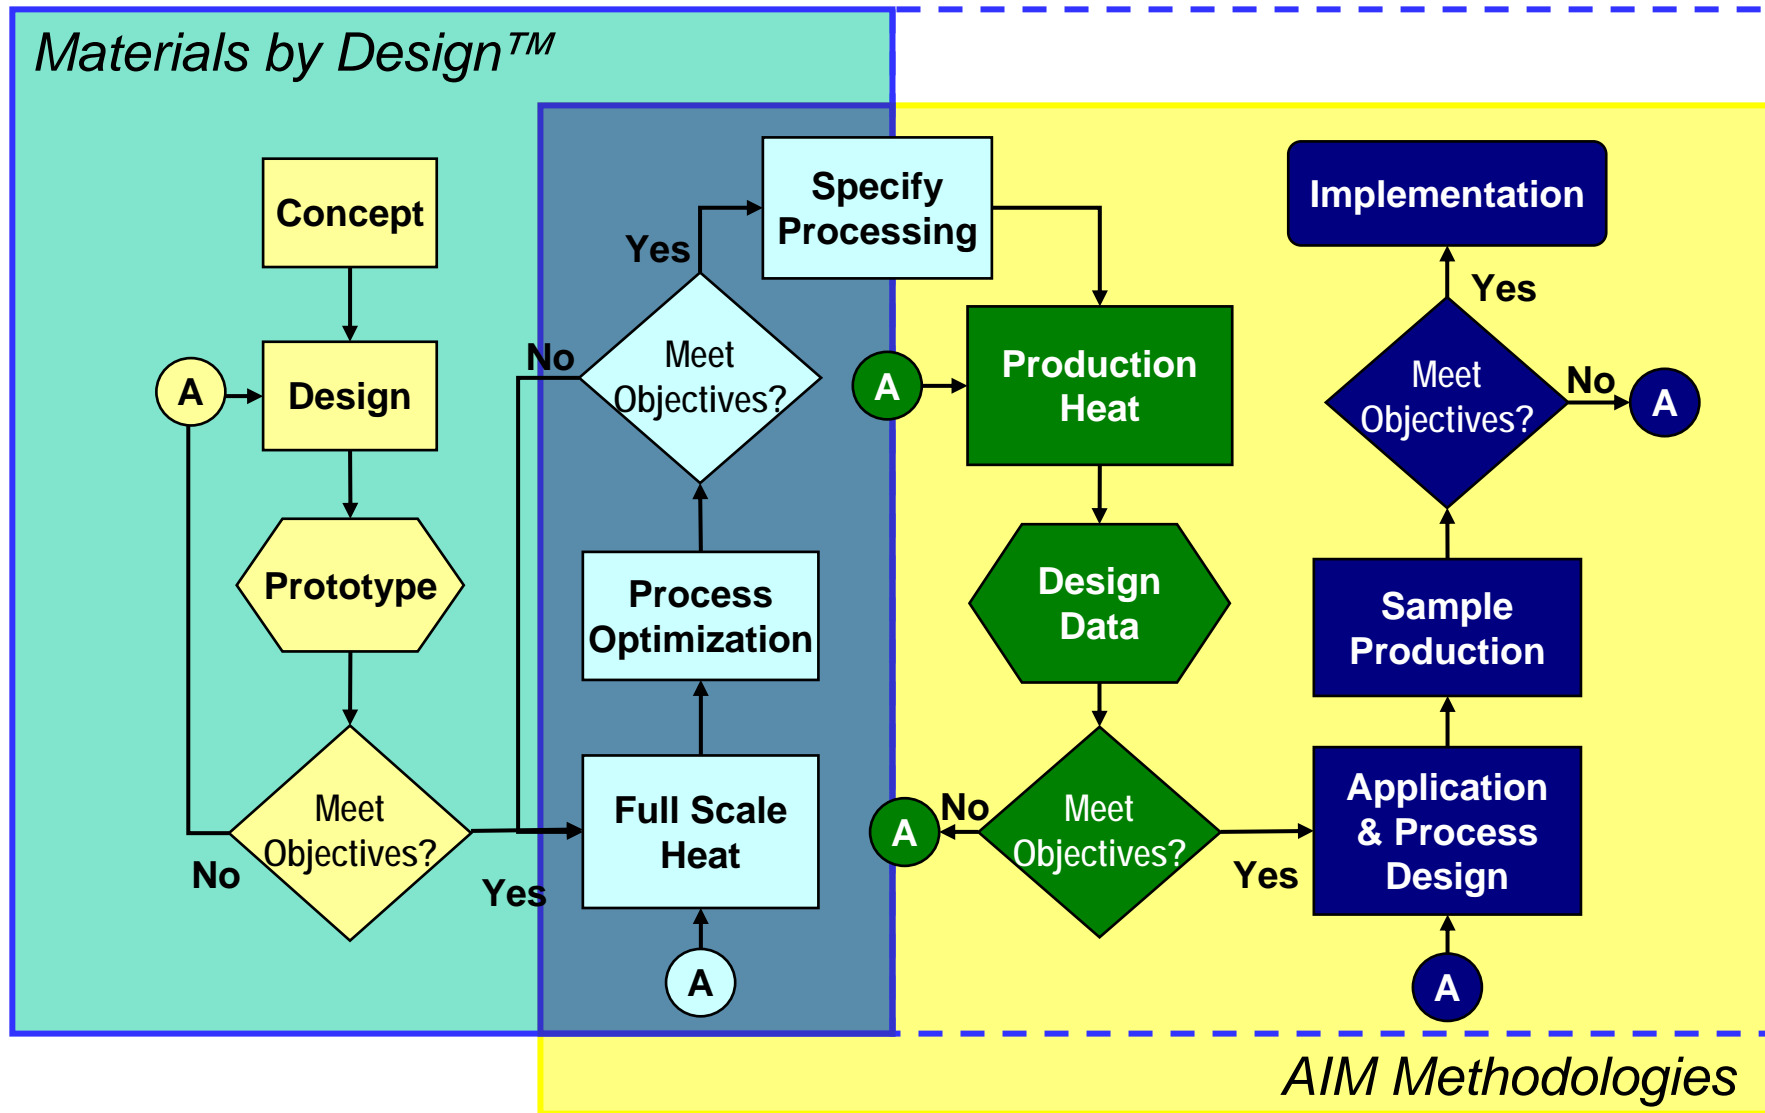 Materials by Design™
Concept
A
Design
Prototype
Meet
Objectives?
No
Yes
Full Scale
Heat
A
Process
Optimization
Meet
Objectives?
No
Yes
Specify
Processing
A
Production
Heat
Design
Data
Meet
Objectives?
No
A
Yes
Application
& Process
Design
A
Sample
Production
Meet
Objectives?
No
A
Yes
Implementation
AIM Methodologies